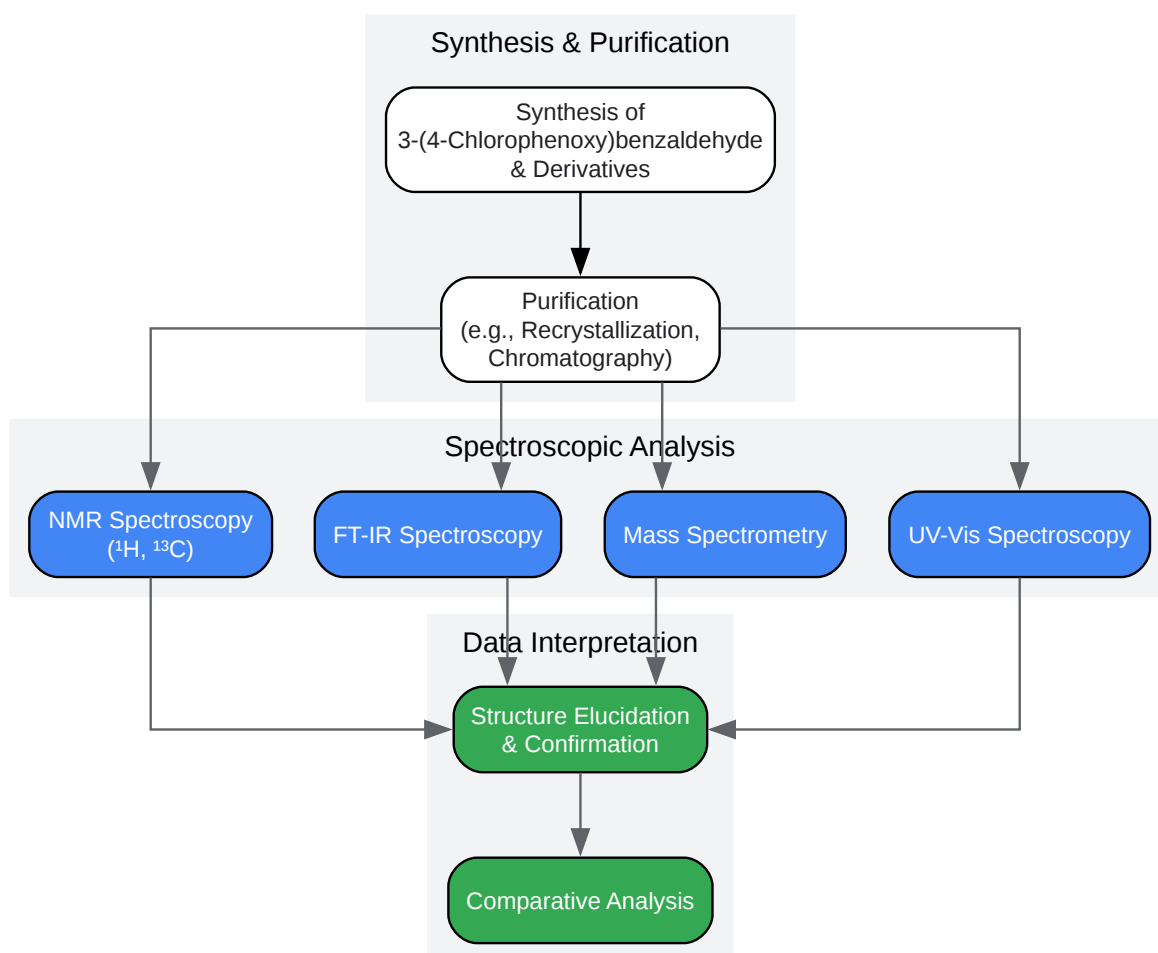 Synthesis & Purification
Synthesis of
3-(4-Chlorophenoxy)benzaldehyde
& Derivatives
Purification
(e.g., Recrystallization,
Chromatography)
Spectroscopic Analysis
NMR Spectroscopy
(¹H, ¹³C)
FT-IR Spectroscopy
Mass Spectrometry
UV-Vis Spectroscopy
Data Interpretation
Structure Elucidation
& Confirmation
Comparative Analysis